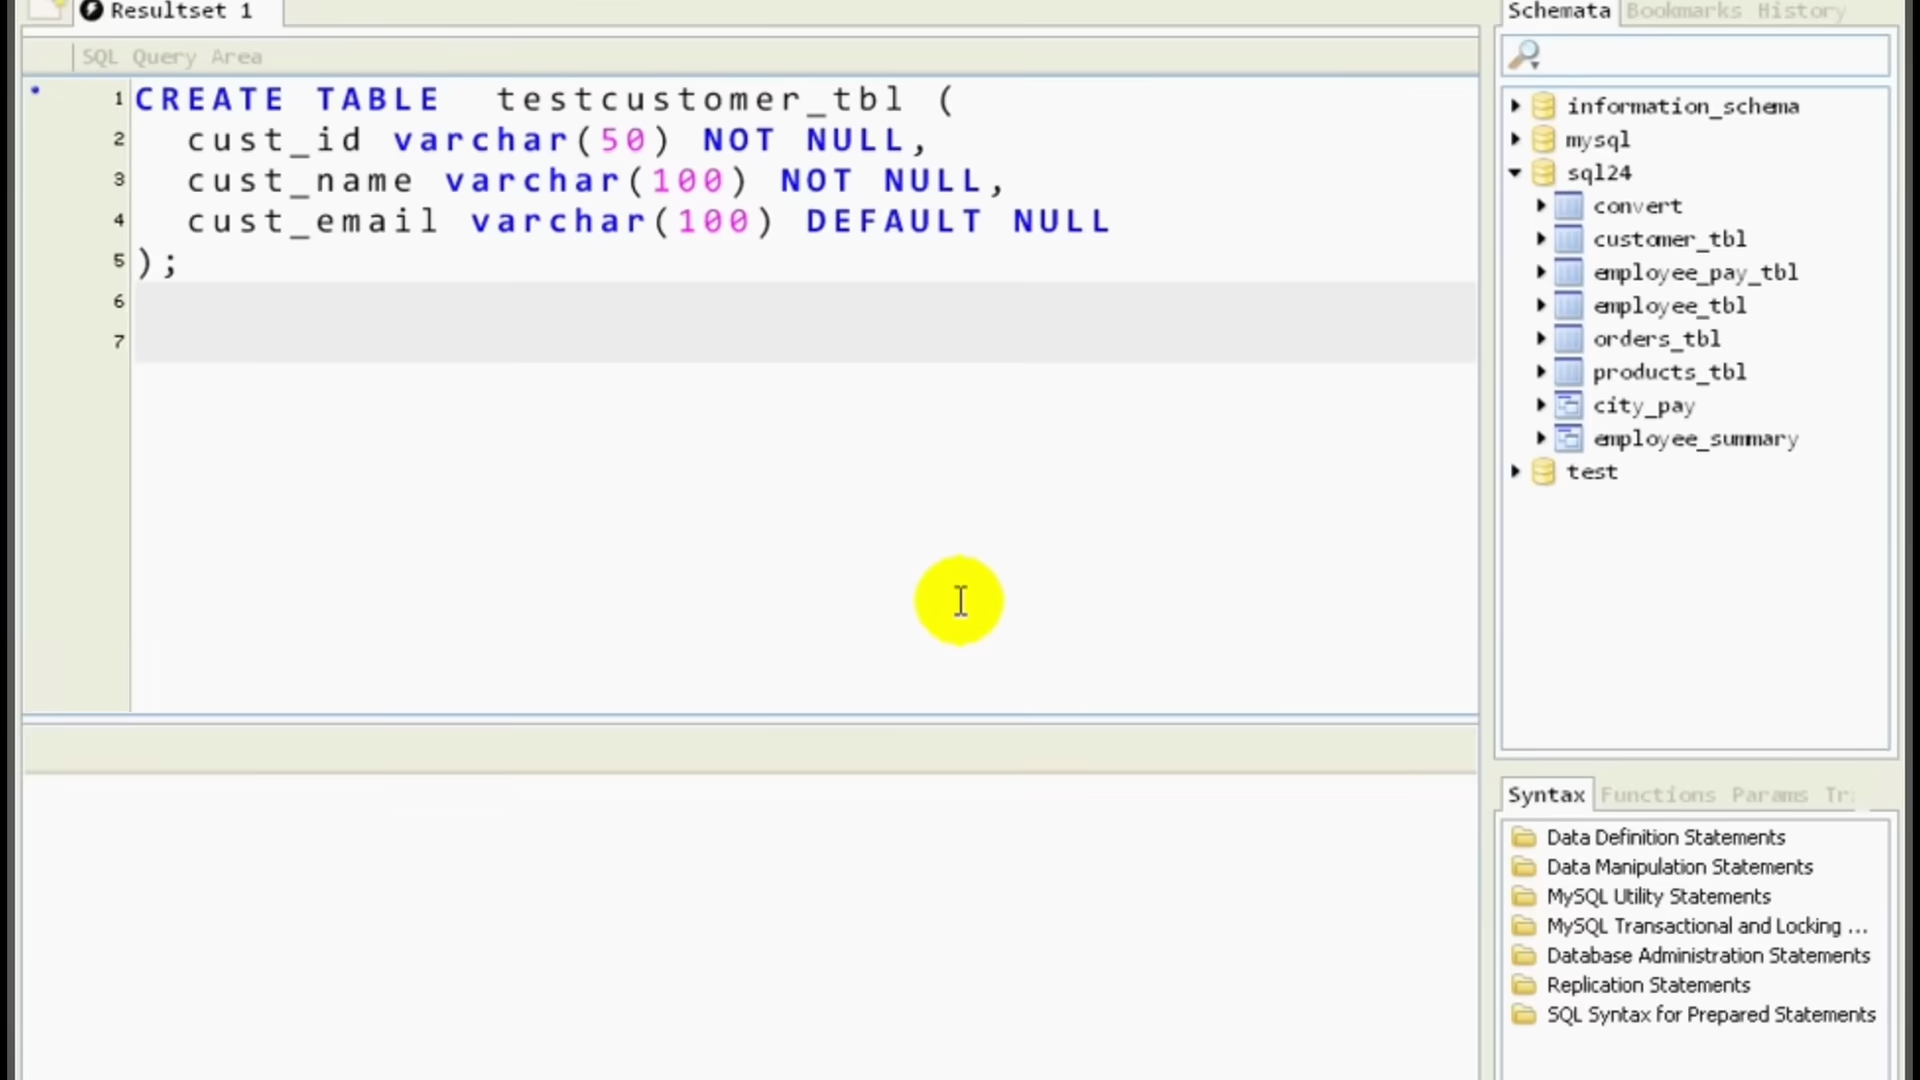 Resultset 1
SQL Query Area
1 CREATE TABLE  testcustomer_tbl (
2   cust_id varchar(50) NOT NULL,
3   cust_name varchar(100) NOT NULL,
4   cust_email varchar(100) DEFAULT NULL
5 );
6
7
Schemata Bookmarks History
information_schema
mysql
sql24
convert
customer_tbl
employee_pay_tbl
employee_tbl
orders_tbl
products_tbl
city_pay
employee_summary
test
Syntax Functions Params Tr
Data Definition Statements
Data Manipulation Statements
MySQL Utility Statements
MySQL Transactional and Locking ...
Database Administration Statements
Replication Statements
SQL Syntax for Prepared Statements